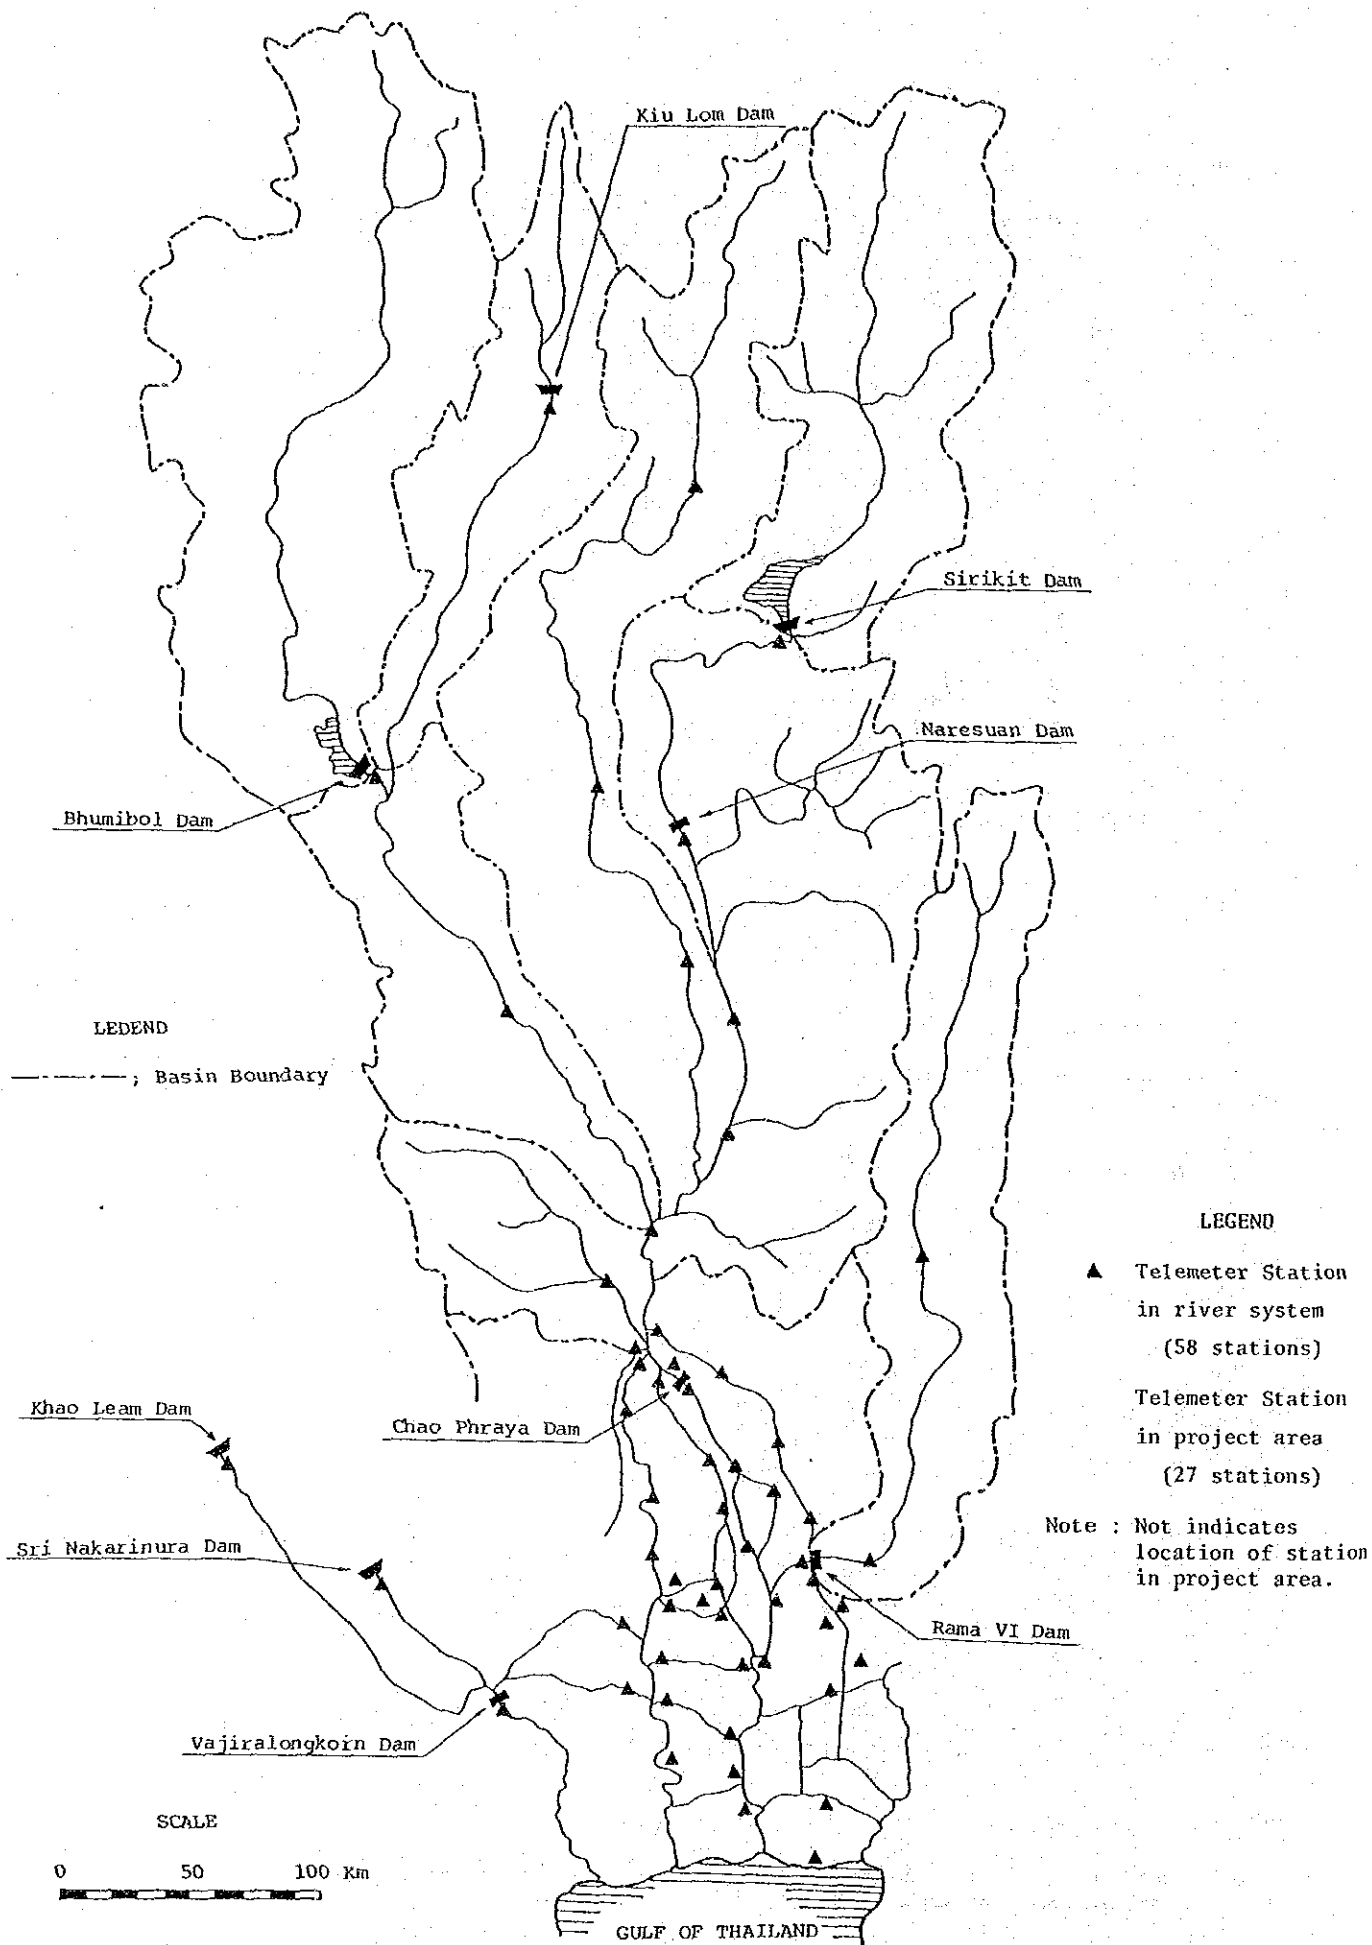 Kiu Lom Dam
Sirikit Dam
Naresuan Dam
Bhumibol Dam
LEDEND
; Basin Boundary
LEGEND
▲ Telemeter Station
in river system
(58 stations)
Telemeter Station
in project area
(27 stations)
Note : Not indicates
location of station
in project area.
Khao Leam Dam
Chao Phraya Dam
Sri Nakarinura Dam
Rama VI Dam
Vajiralongkoin Dam
SCALE
0 50 100 Km
GULF OF THAILAND